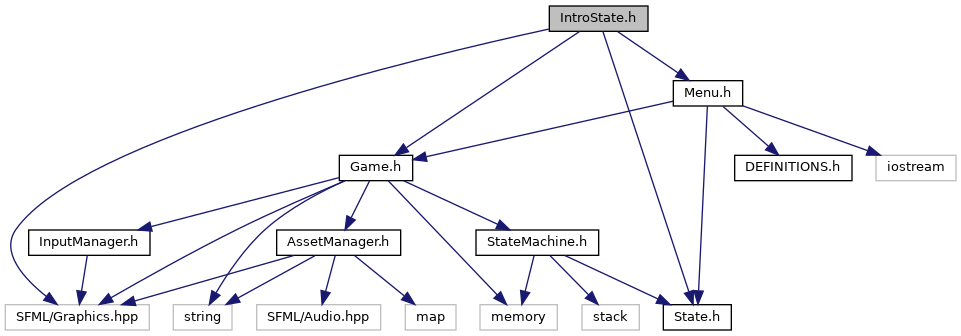 IntroState.h
Menu.h
Game.h
DEFINITIONS.h
iostream
InputManager.h
AssetManager.h
StateMachine.h
SFML/Graphics.hpp
string
SFML/Audio.hpp
map
memory
stack
State.h